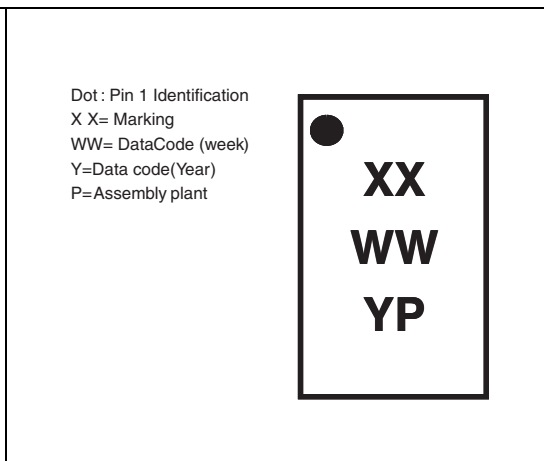 Dot : Pin 1 Identification
X X= Marking
WW= DataCode (week)
Y=Data code(Year)
P=Assembly plant
XX
WW
YP